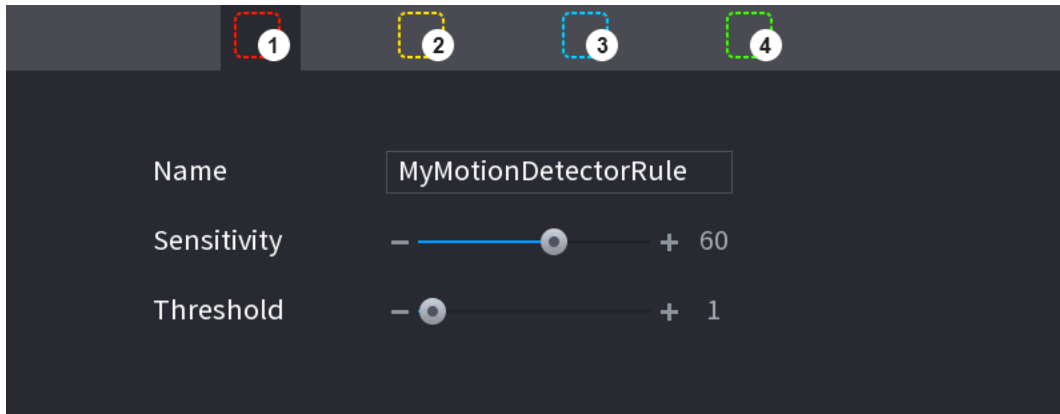 1 2 3 4
Name MyMotionDetectorRule
Sensitivity − + 60
Threshold − + 1